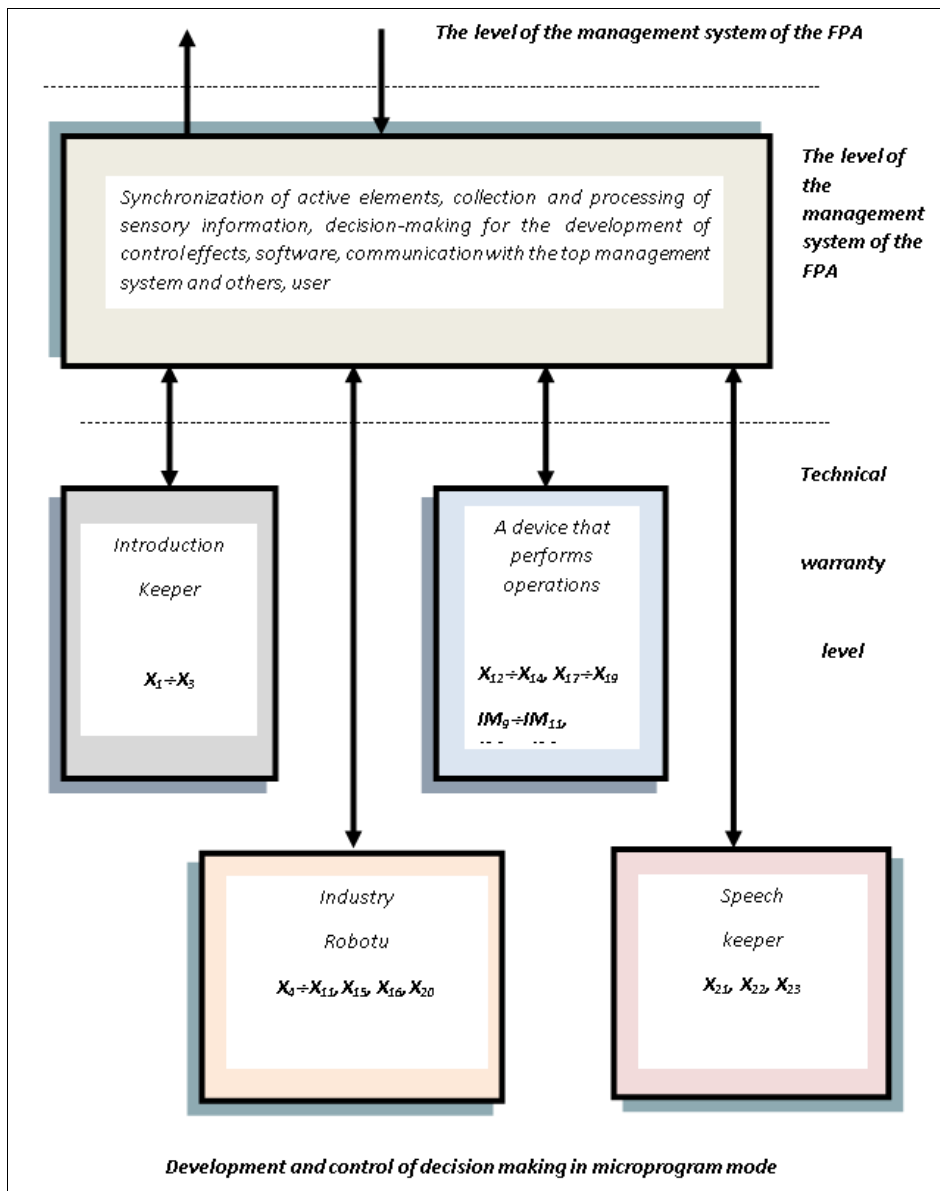 The level of the management system of the FPA
The level of
the
management
system of the
FPA
Synchronization of active elements, collection and processing of
sensory information, decision-making for the development of
control effects, software, communication with the top management
system and others, user
Technical
warranty
level
Introduction
Keeper
X₁÷X₃
A device that
performs
operations
X₁₂÷X₁₄, X₁₇÷X₁₉
IM₉÷IM₁₁,
Industry
Robotu
X₄÷X₁₁, X₁₅, X₁₆, X₂₀
Speech
keeper
X₂₁, X₂₂, X₂₃
Development and control of decision making in microprogram mode